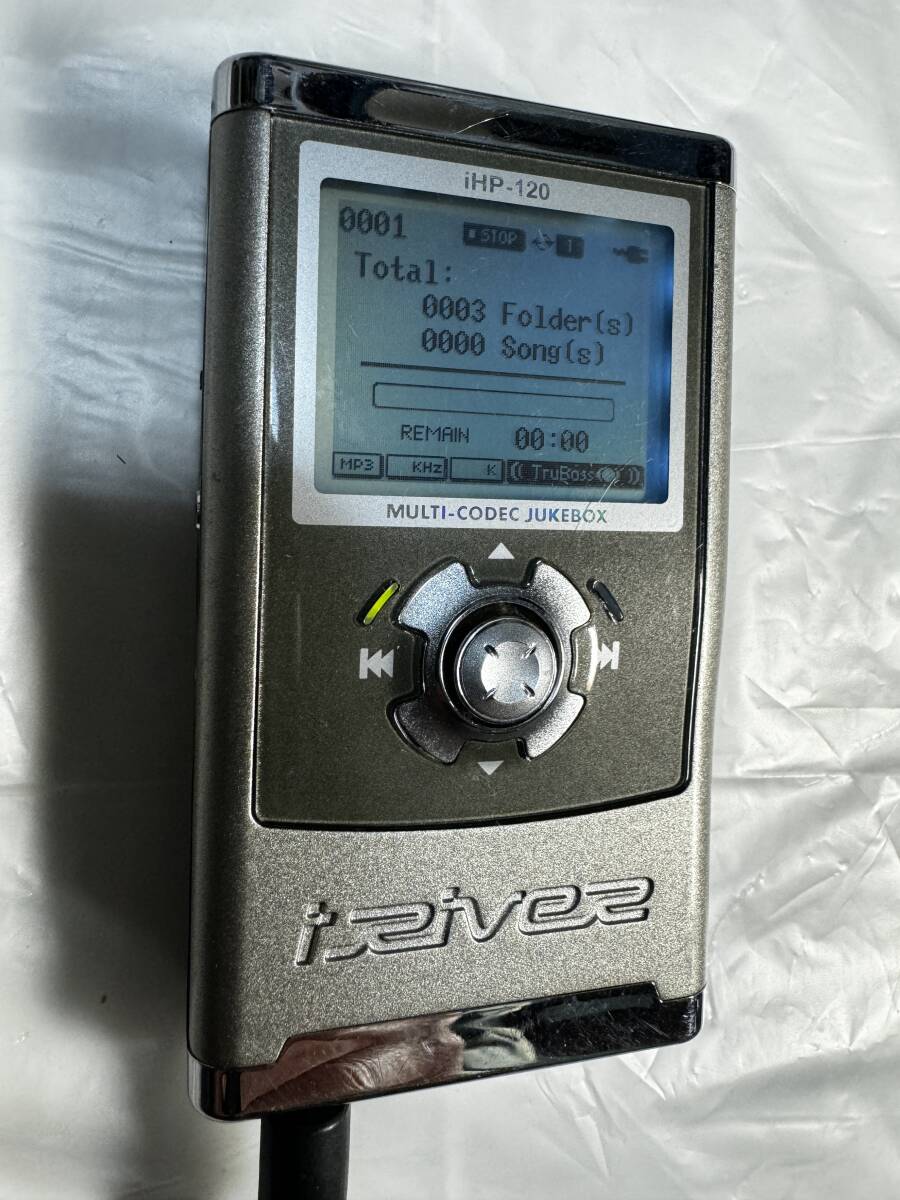 iHP-120
0001 STOP 1
Total:
0003 Folder(s)
0000 Song(s)
REMAIN 00:00
MP3 KHz K TruBass
MULTI-CODEC JUKEBOX
iRiver